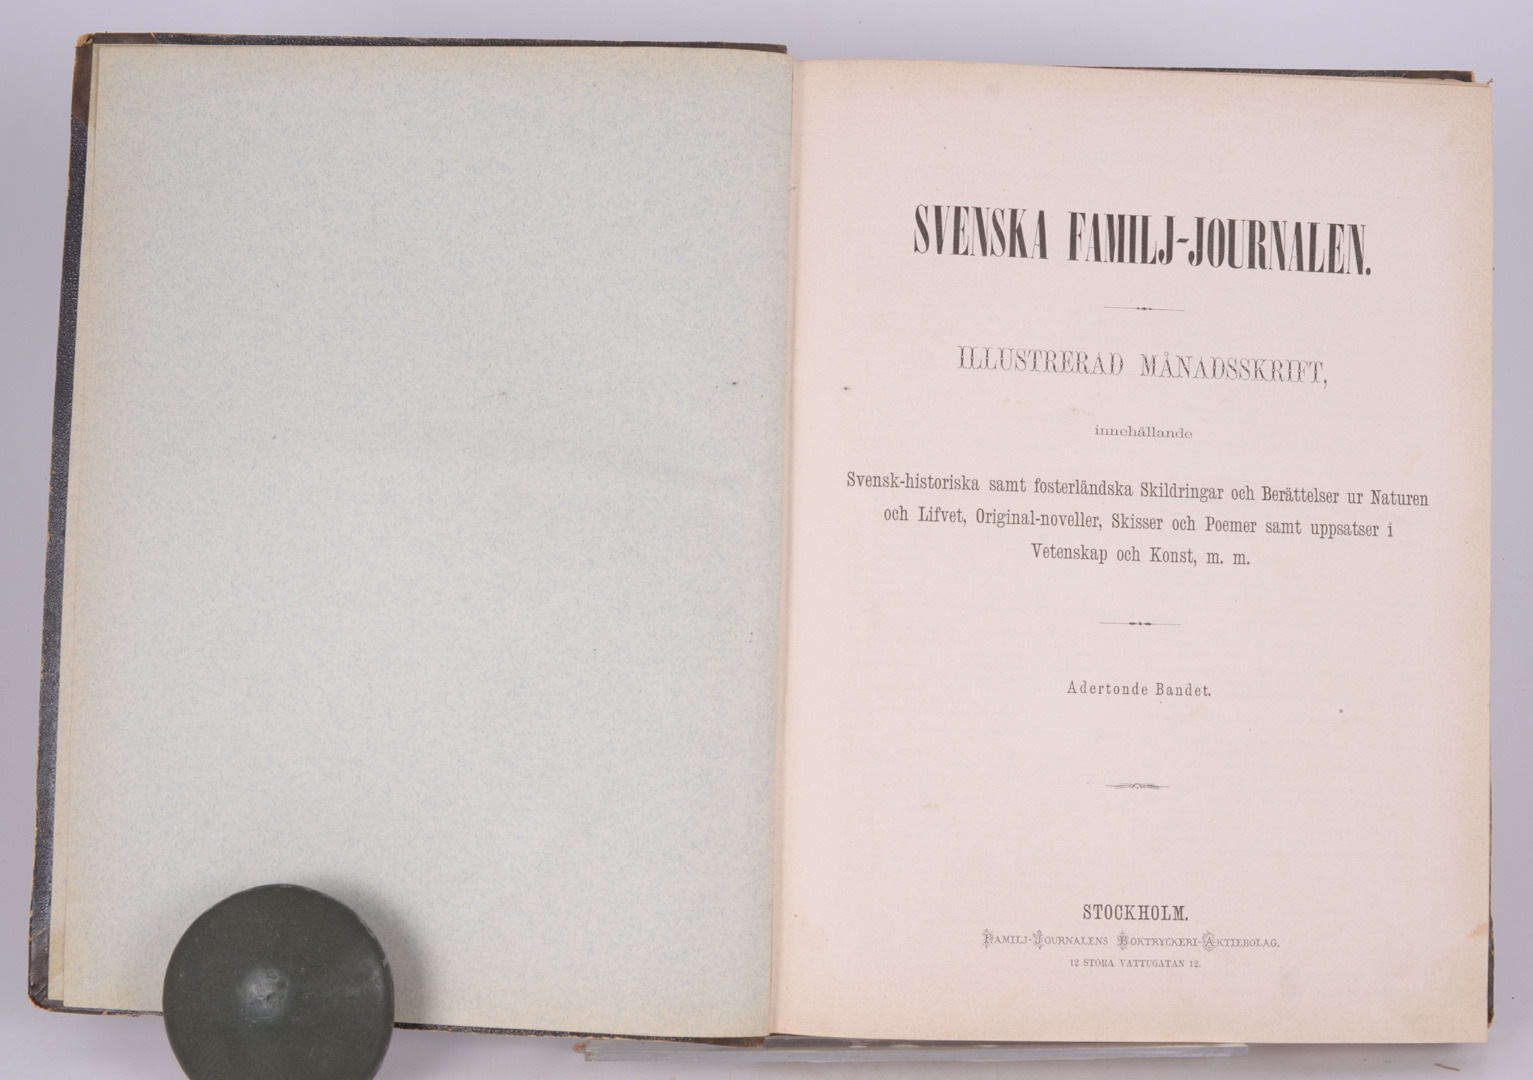 SVENSKA FAMILJ-JOURNALEN.
ILLUSTRERAD MÅNADSSKRIFT,
innehållande
Svensk-historiska samt fosterländska Skildringar och Berättelser ur Naturen
och Lifvet, Original-noveller, Skisser och Poemer samt uppsatser i
Vetenskap och Konst, m. m.
Adertonde Bandet.
STOCKHOLM.
FAMILJ-JOURNALENS BOKTRYCKERI-AKTIEBOLAG.
12 STORA VATTUGATAN 12.